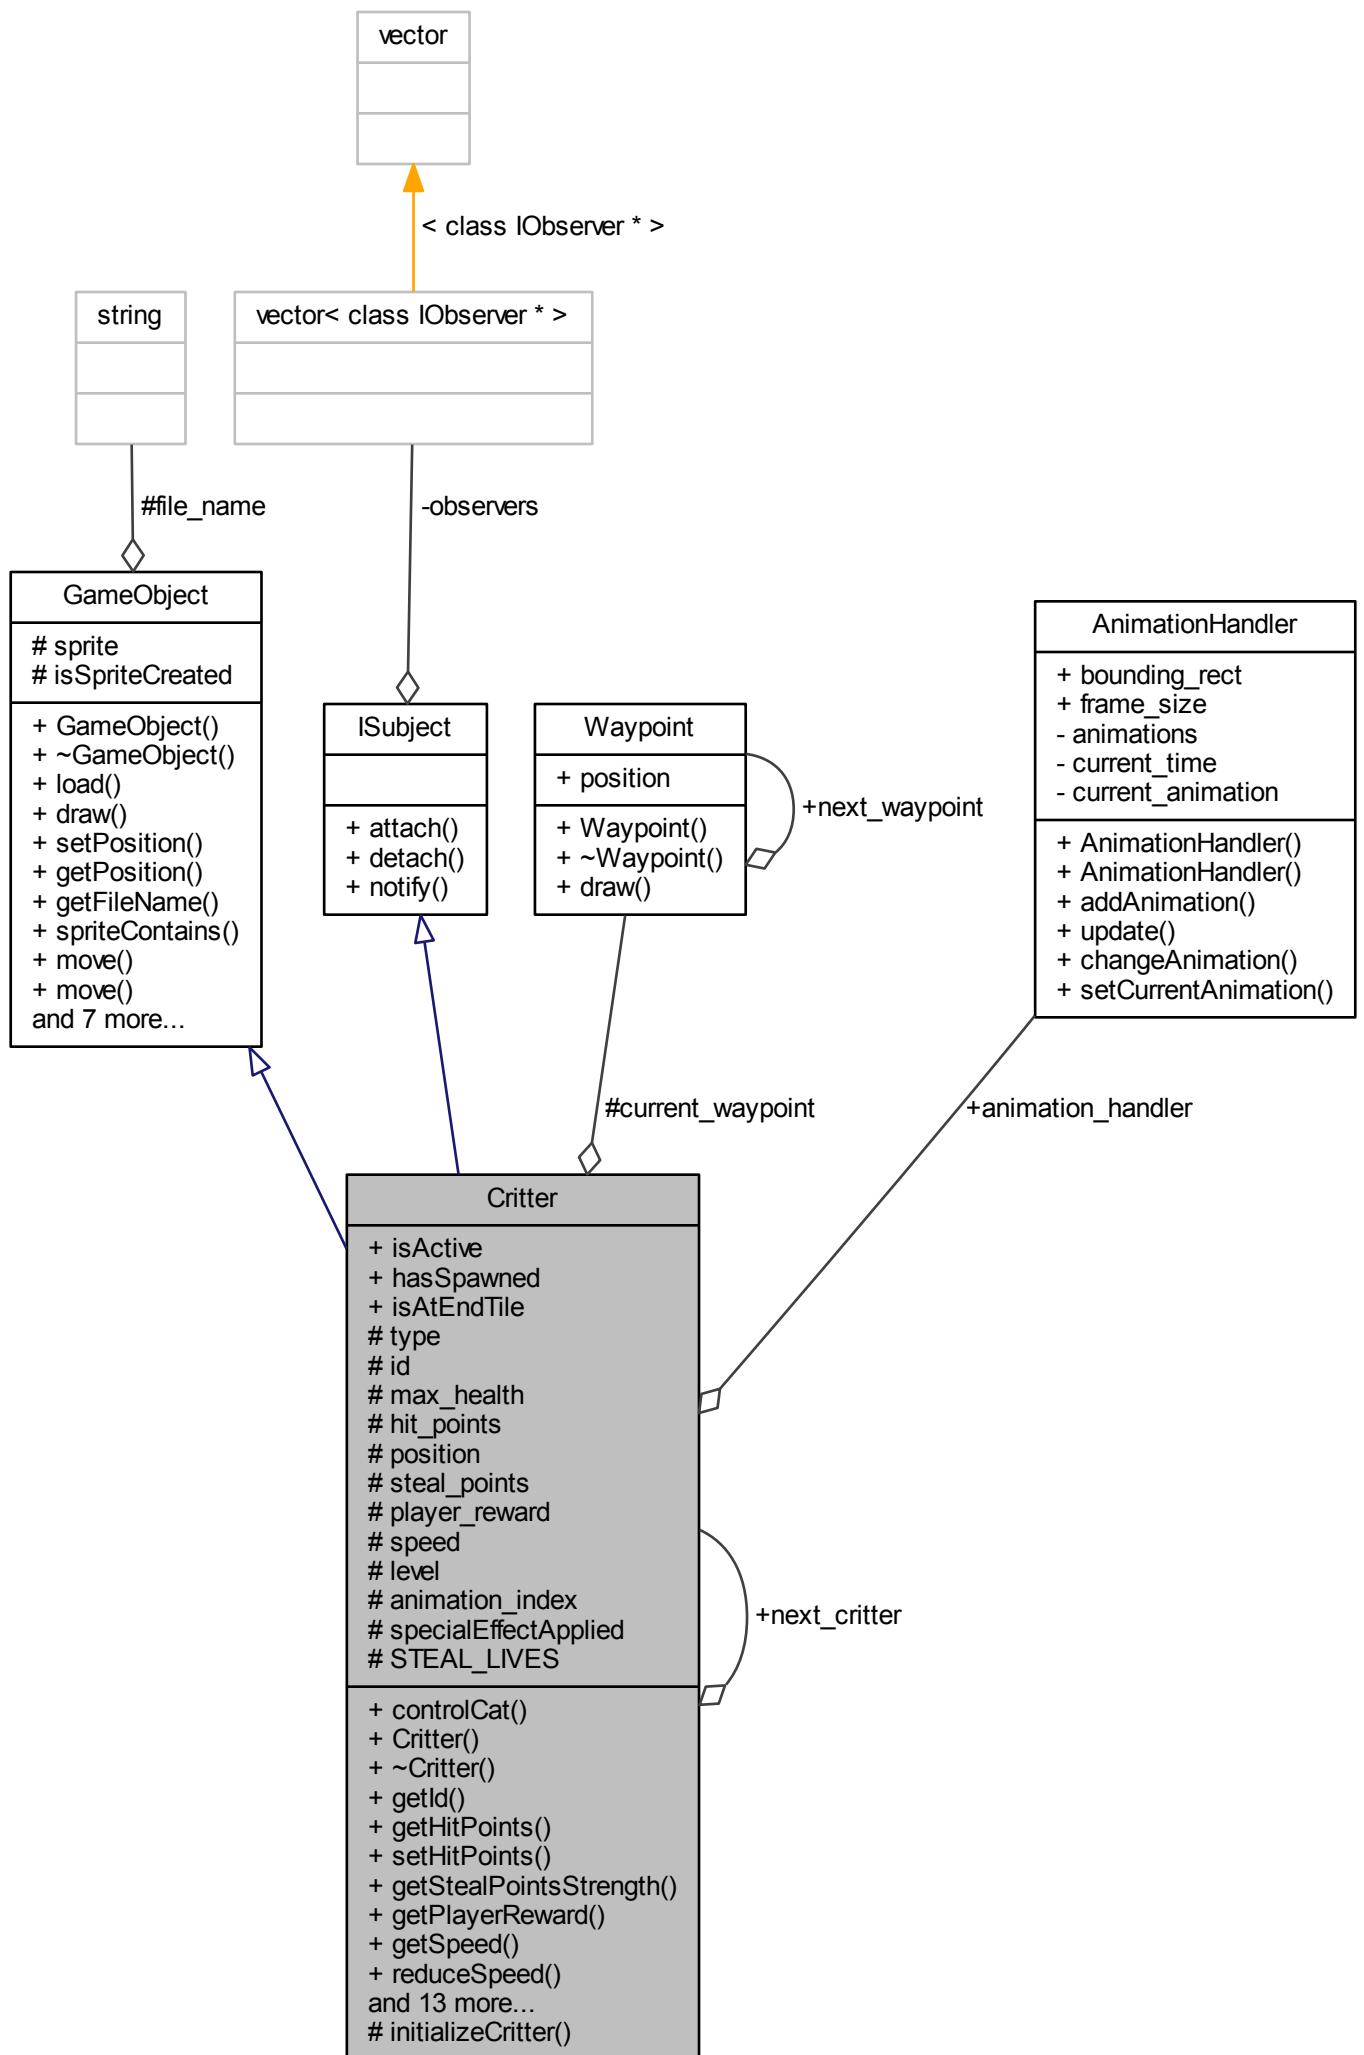 vector
< class IObserver * >
string
vector< class IObserver * >
#file_name
-observers
GameObject
# sprite
# isSpriteCreated
+ GameObject()
+ ~GameObject()
+ load()
+ draw()
+ setPosition()
+ getPosition()
+ getFileName()
+ spriteContains()
+ move()
+ move()
and 7 more...
ISubject
+ attach()
+ detach()
+ notify()
Waypoint
+ position
+ Waypoint()
+ ~Waypoint()
+ draw()
+next_waypoint
AnimationHandler
+ bounding_rect
+ frame_size
- animations
- current_time
- current_animation
+ AnimationHandler()
+ AnimationHandler()
+ addAnimation()
+ update()
+ changeAnimation()
+ setCurrentAnimation()
#current_waypoint
+animation_handler
Critter
+ isActive
+ hasSpawned
+ isAtEndTile
# type
# id
# max_health
# hit_points
# position
# steal_points
# player_reward
# speed
# level
# animation_index
# specialEffectApplied
# STEAL_LIVES
+ controlCat()
+ Critter()
+ ~Critter()
+ getId()
+ getHitPoints()
+ setHitPoints()
+ getStealPointsStrength()
+ getPlayerReward()
+ getSpeed()
+ reduceSpeed()
and 13 more...
# initializeCritter()
+next_critter